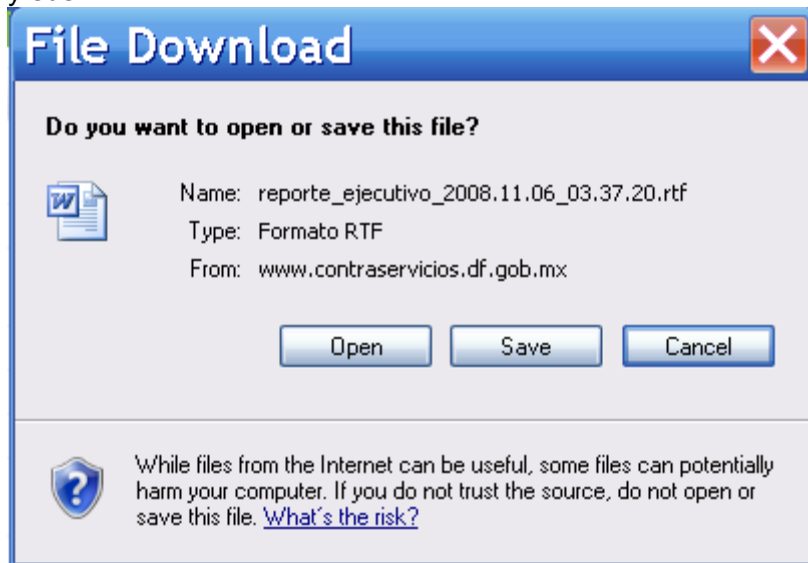 File Download
Do you want to open or save this file?
Name: reporte_ejecutivo_2008.11.06_03.37.20.rtf
Type: Formato RTF
From: www.contraservicios.df.gob.mx
Open Save Cancel
While files from the Internet can be useful, some files can potentially
harm your computer. If you do not trust the source, do not open or
save this file. What's the risk?